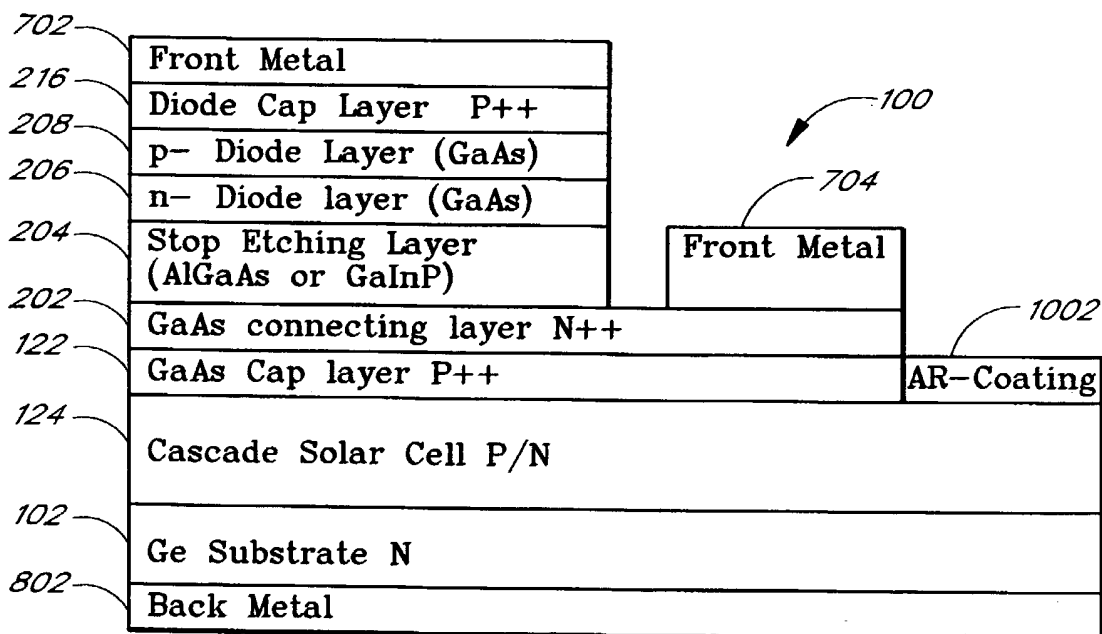 702
Front Metal
216
Diode Cap Layer P++
100
208
p- Diode Layer (GaAs)
206
n- Diode layer (GaAs)
704
204
Stop Etching Layer
(AlGaAs or GaInP)
Front Metal
202
GaAs connecting layer N++
1002
122
GaAs Cap layer P++
AR-Coating
124
Cascade Solar Cell P/N
102
Ge Substrate N
802
Back Metal